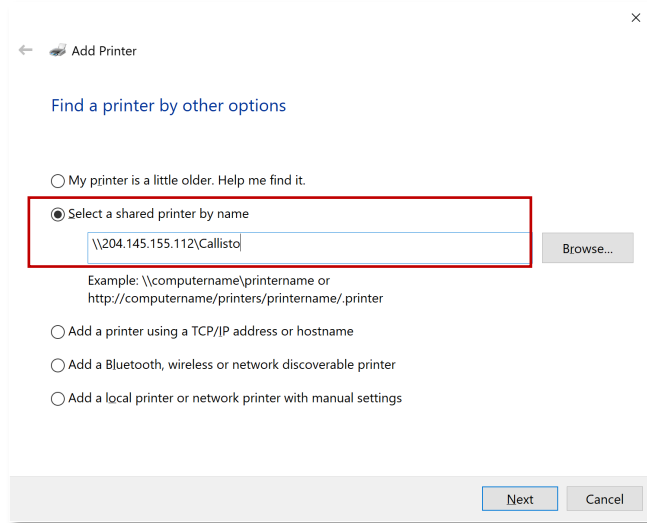 Add Printer
Find a printer by other options
My printer is a little older. Help me find it.
Select a shared printer by name
\\204.145.155.112\Callisto
Browse...
Example: \\computername\printername or
http://computername/printers/printername/.printer
Add a printer using a TCP/IP address or hostname
Add a Bluetooth, wireless or network discoverable printer
Add a local printer or network printer with manual settings
Next
Cancel